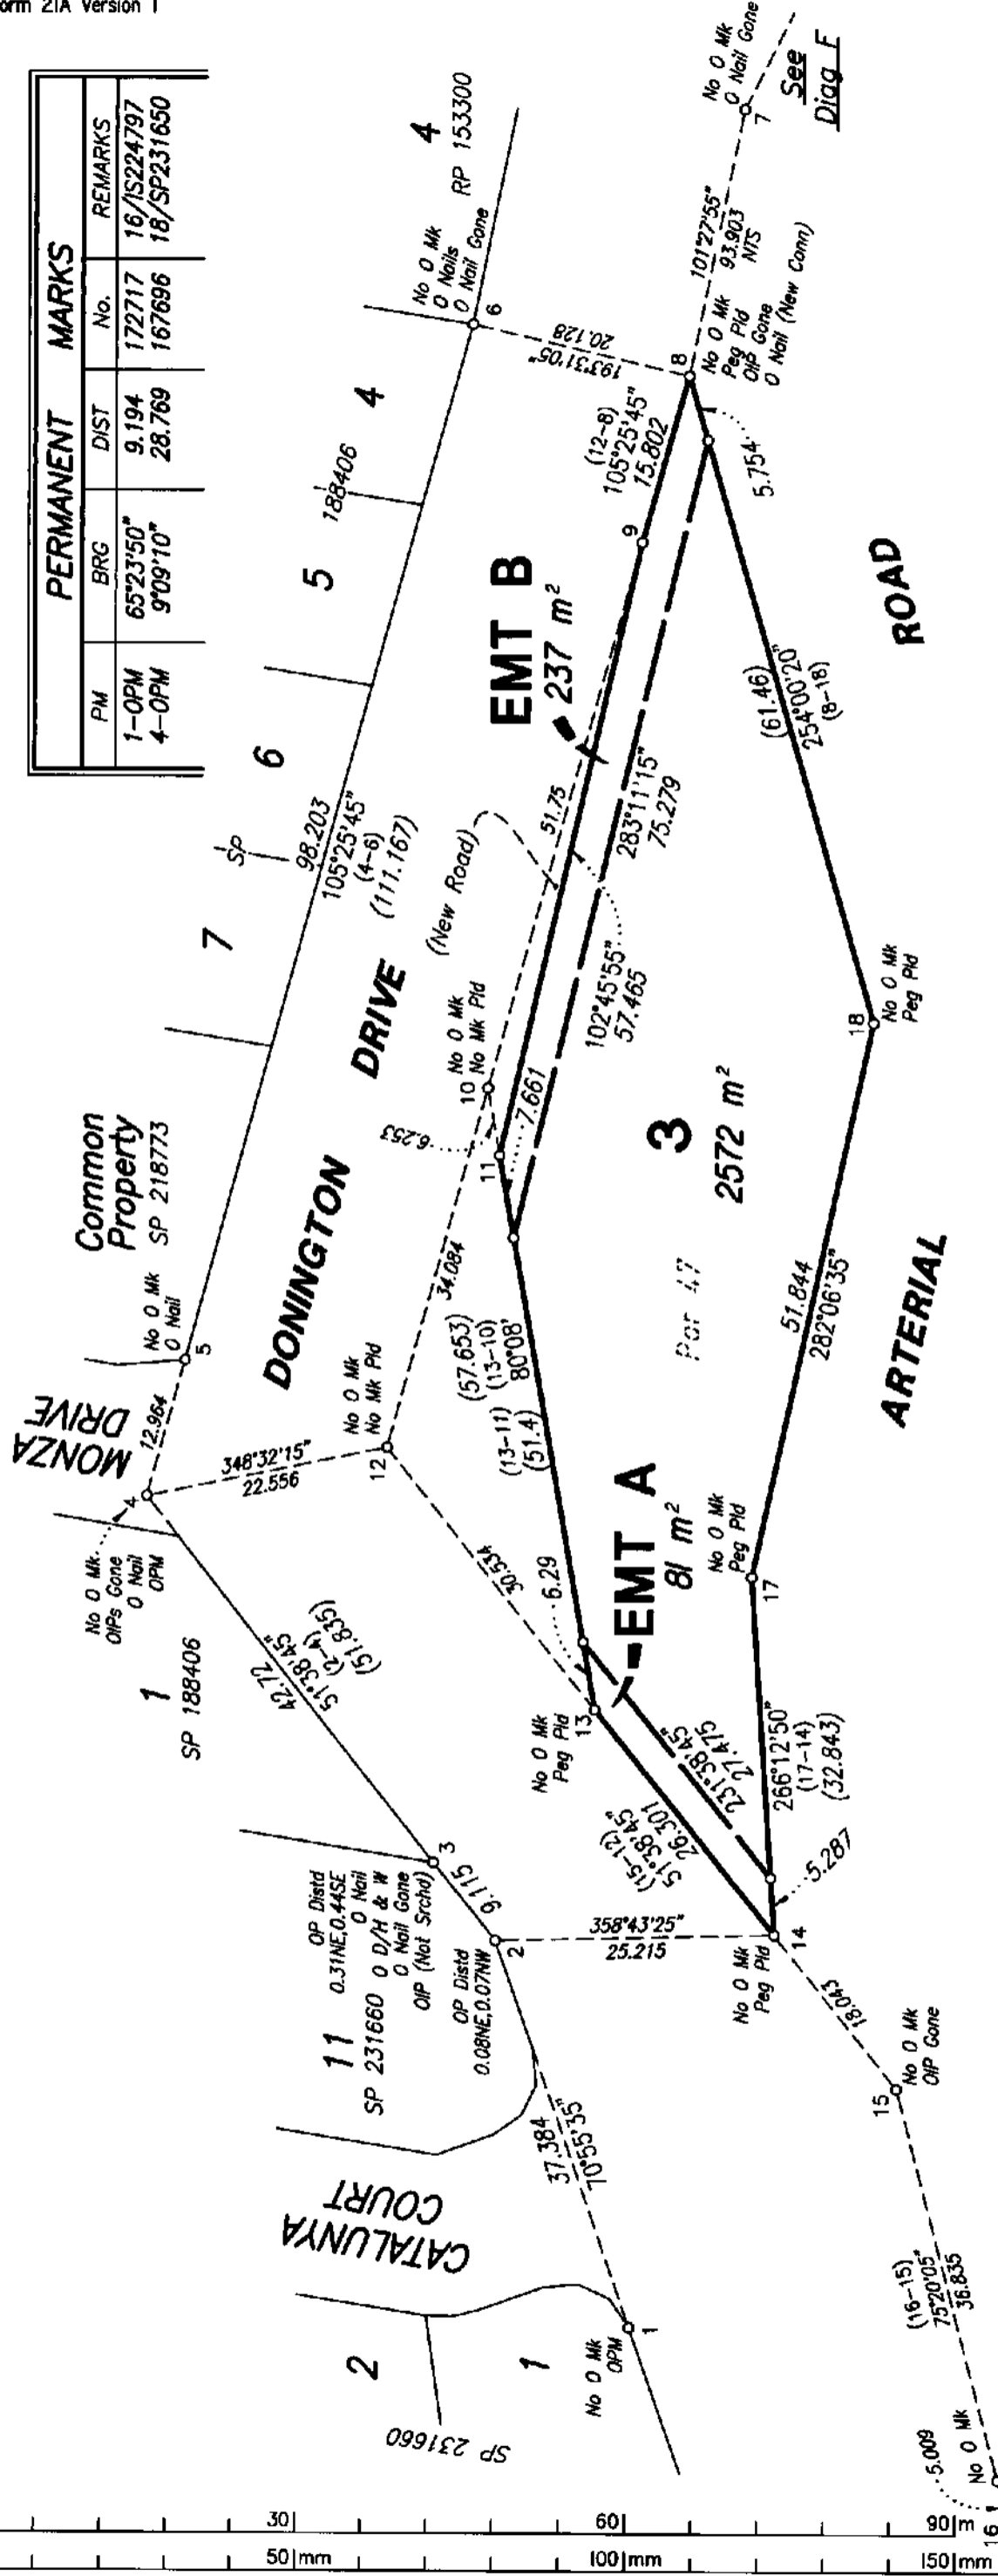 orm 21A Version 1
PERMANENT MARKS
PM BRG DIST No. REMARKS
1-OPM 65°23'50" 9.194 172717 16/IS224797
4-OPM 9°09'10" 28.769 167696 18/SP231650
MONZA
DRIVE
Common
Property
SP 218773
7
6
5
4
4
RP 153300
SP
188406
No O Mk
OIPs Gone
O Nail
OPM
4
12.964
No O Mk
O Nail
5
98.203
105°25'45"
(4-6)
(111.167)
No O Mk
O Nails
O Nail Gone
6
193°31'05"
20.128
1
SP 188406
42.72
51°38'45"
(2-4)
(51.835)
348°32'15"
22.556
DONINGTON DRIVE
(New Road)
No O Mk
No Mk Pld
12
34.084
No O Mk
No Mk Pld
10
6.253
51.75
11
7.661
EMT B
237 m²
9
(12-8)
105°25'45"
15.802
8
No O Mk
Peg Pld
OIP Gone
O Nail (New Conn)
101°27'55"
93.903
NTS
No O Mk
O Nail Gone
7
See
Diag F
5.754
102°45'55"
57.465
283°11'15"
75.279
11
SP 231660
OP Distd
0.31NE,0.44SE
O Nail
O D/H & W
O Nail Gone
OIP (Not Srchd)
3
9.115
OP Distd
0.08NE,0.07NW
2
30.534
(57.653)
(13-10)
80°08'
(13-11)
(51.4)
6.29
No O Mk
Peg Pld
13
EMT A
81 m²
(15-12)
51°38'45"
26.301
231°38'45"
27.475
3
2572 m²
Por 47
(61.46)
254°00'20"
(8-18)
No O Mk
Peg Pld
17
51.844
282°06'35"
18
No O Mk
Peg Pld
266°12'50"
(17-14)
(32.843)
5.287
ARTERIAL ROAD
358°43'25"
25.215
No O Mk
Peg Pld
14
18.043
15
No O Mk
OIP Gone
CATALUNYA
COURT
37.384
70°55'35"
2
1
SP 231660
No O Mk
OPM
1
(16-15)
75°20'05"
36.835
5.009
No O Mk
16
30 60 90 m
50 mm 100 mm 150 mm